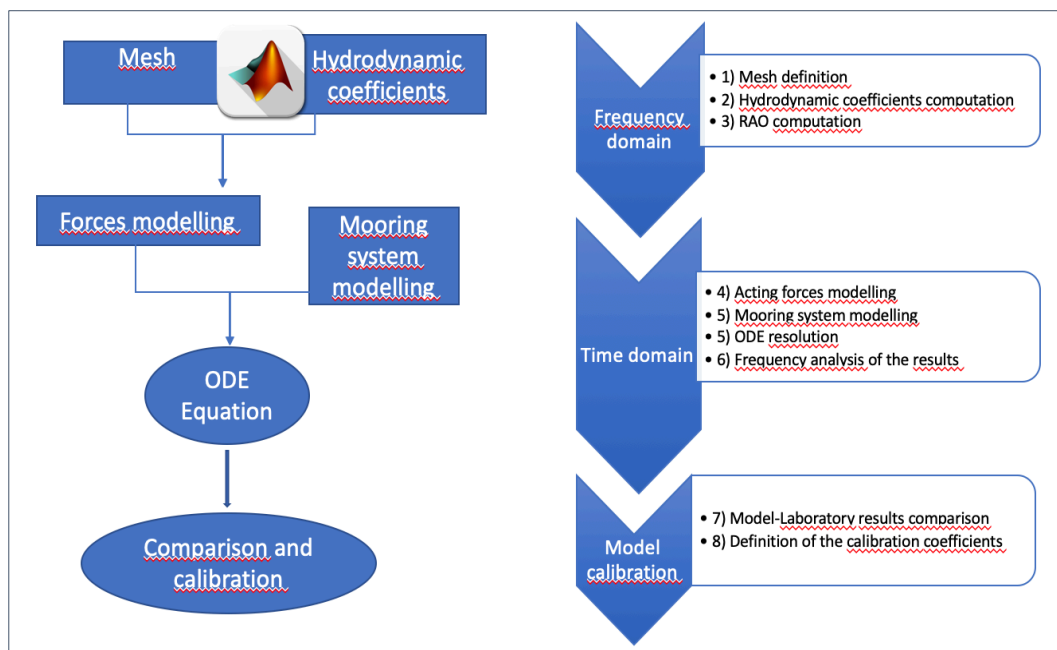 Mesh
Hydrodynamic
coefficients
Forces modelling
Mooring
system
modelling
ODE
Equation
Comparison and
calibration
Frequency
domain
• 1) Mesh definition
• 2) Hydrodynamic coefficients computation
• 3) RAO computation
Time domain
• 4) Acting forces modelling
• 5) Mooring system modelling
• 5) ODE resolution
• 6) Frequency analysis of the results
Model
calibration
• 7) Model-Laboratory results comparison
• 8) Definition of the calibration coefficients